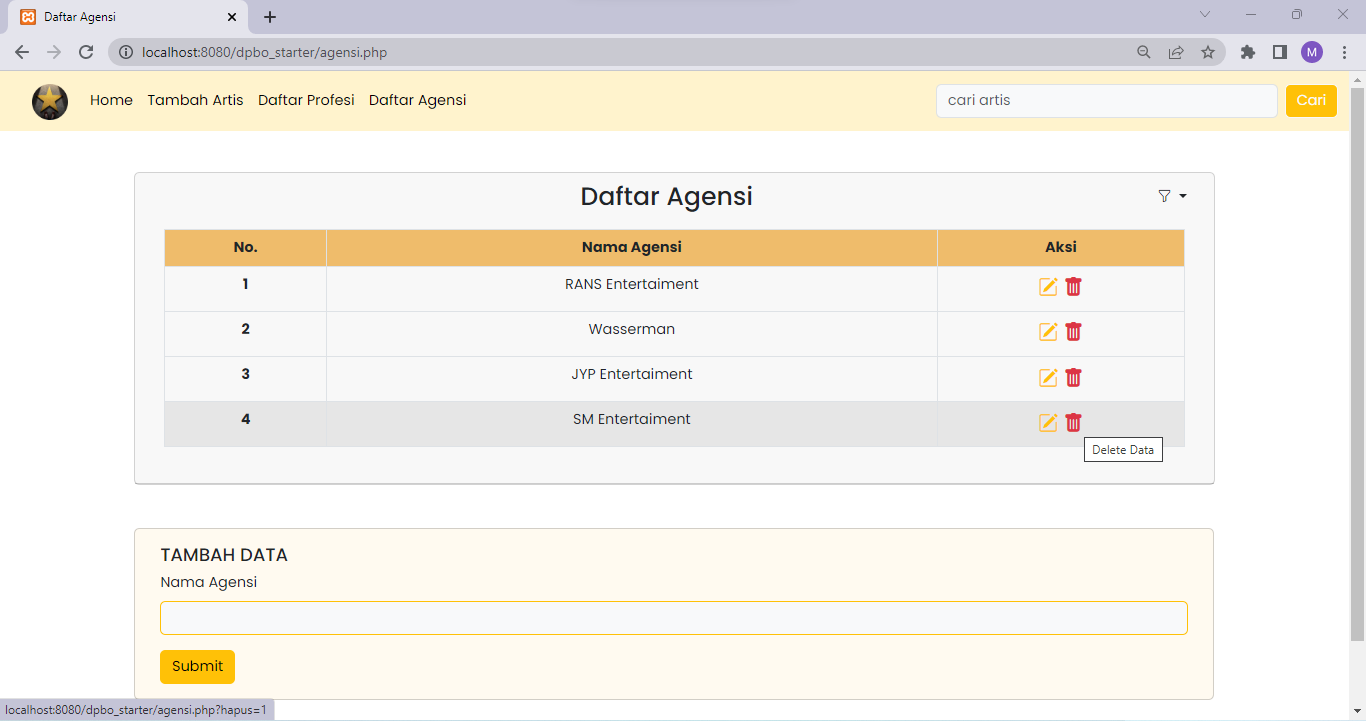 Daftar Agensi
localhost:8080/dpbo_starter/agensi.php
M
Home Tambah Artis Daftar Profesi Daftar Agensi
cari artis
Cari
Daftar Agensi
No. Nama Agensi Aksi
1 RANS Entertaiment
2 Wasserman
3 JYP Entertaiment
4 SM Entertaiment
Delete Data
TAMBAH DATA
Nama Agensi
Submit
localhost:8080/dpbo_starter/agensi.php?hapus=1